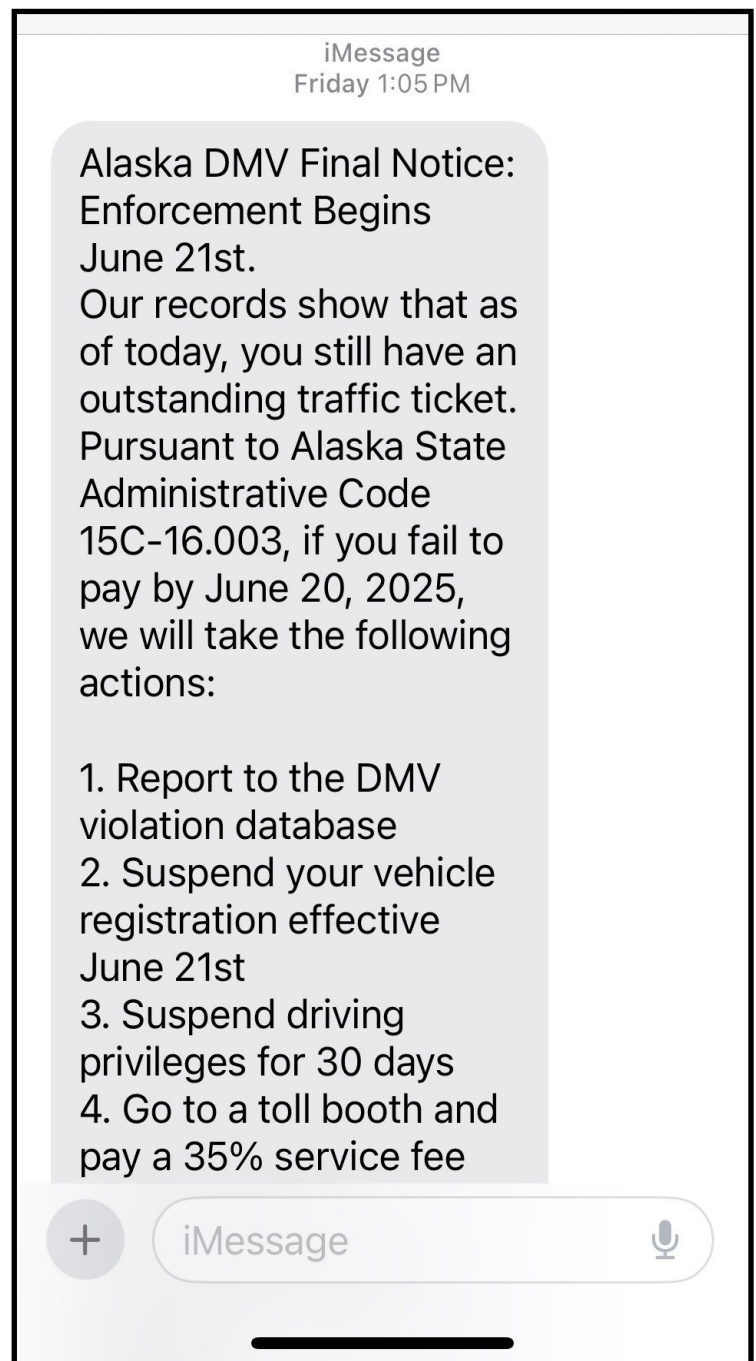 iMessage
Friday 1:05 PM
Alaska DMV Final Notice:
Enforcement Begins
June 21st.
Our records show that as
of today, you still have an
outstanding traffic ticket.
Pursuant to Alaska State
Administrative Code
15C-16.003, if you fail to
pay by June 20, 2025,
we will take the following
actions:
1. Report to the DMV
violation database
2. Suspend your vehicle
registration effective
June 21st
3. Suspend driving
privileges for 30 days
4. Go to a toll booth and
pay a 35% service fee
iMessage